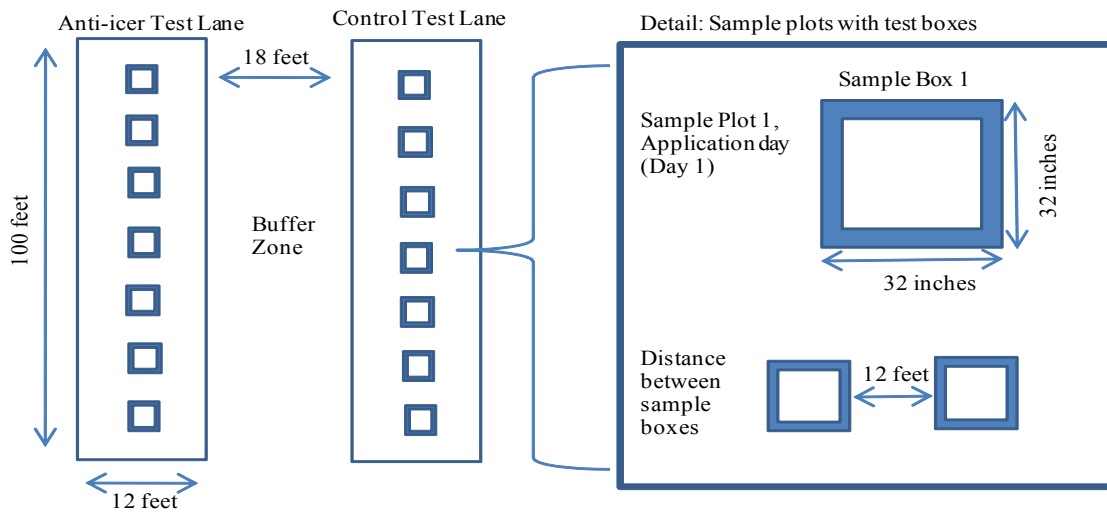 Anti-icer Test Lane
Control Test Lane
Detail: Sample plots with test boxes
18 feet
100 feet
Buffer
Zone
12 feet
Sample Box 1
Sample Plot 1,
Application day
(Day 1)
32 inches
32 inches
Distance
between
sample
boxes
12 feet